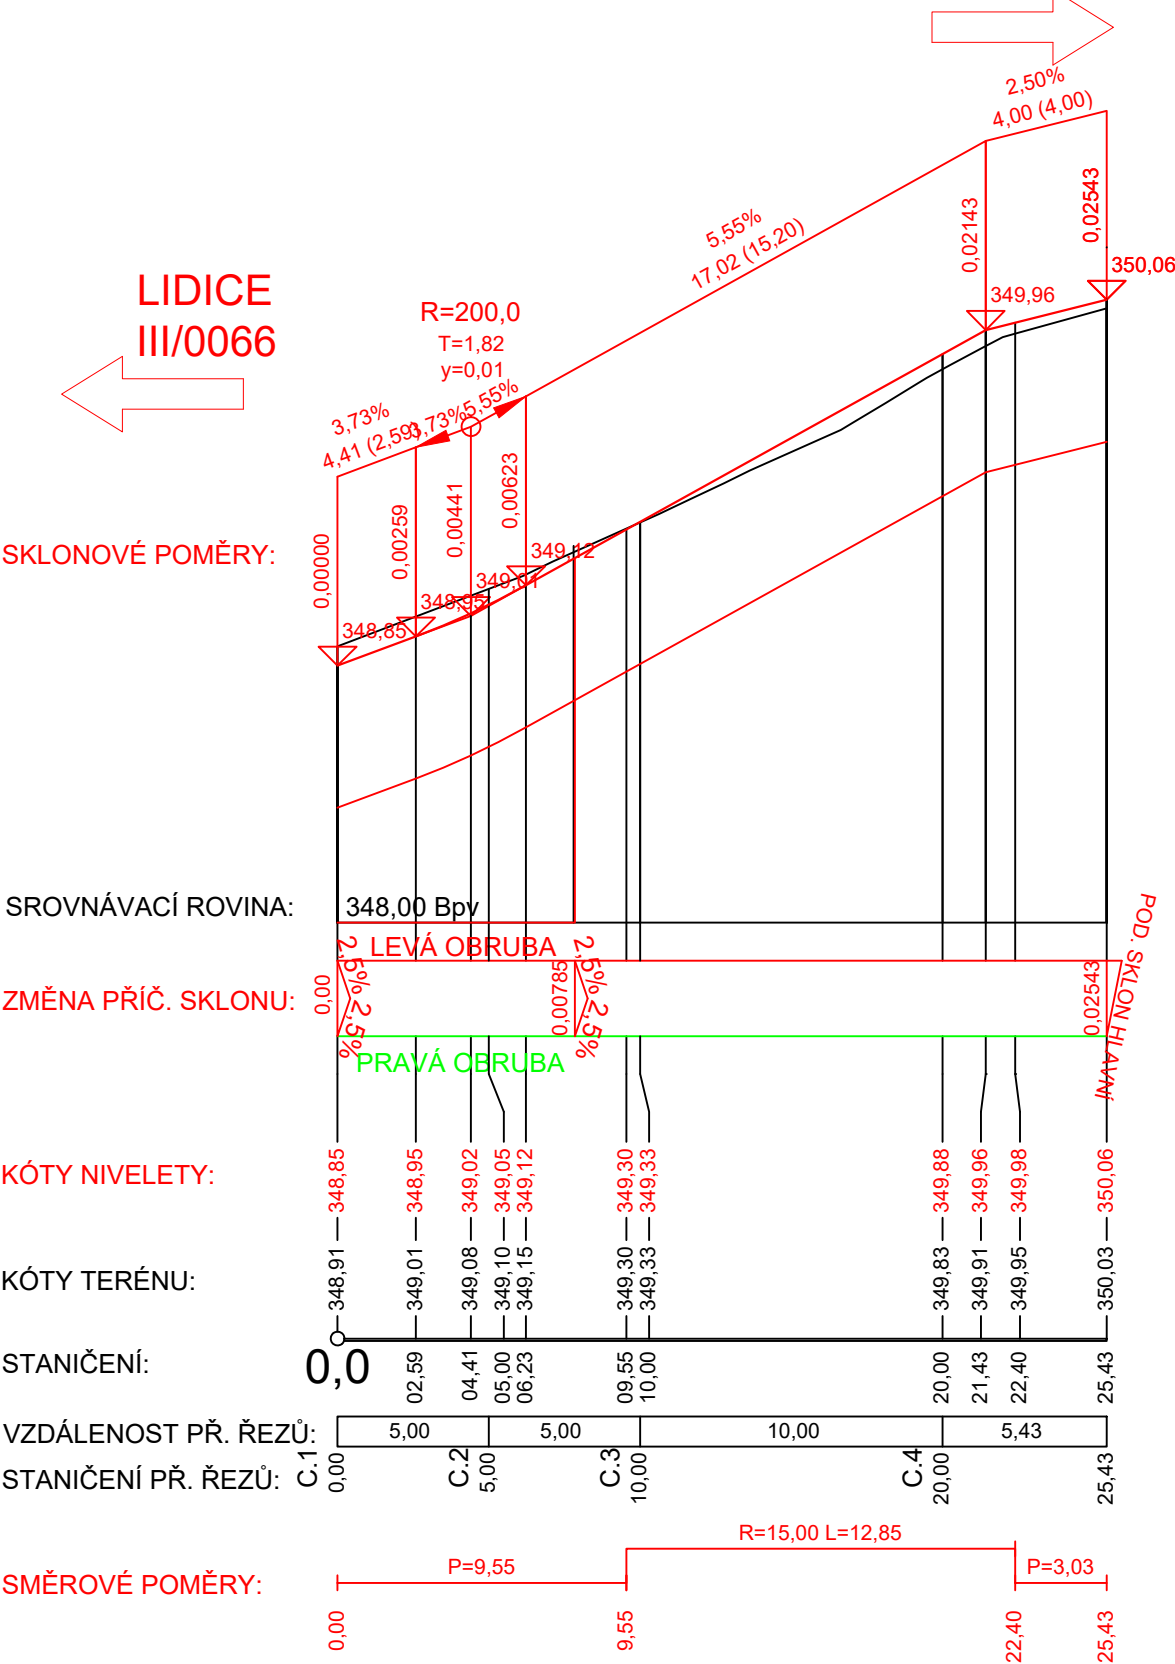 2,50%
4,00 (4,00)
5,55%
17,02 (15,20)
0,02143
0,02543
350,06
349,96
LIDICE
III/0066
R=200,0
T=1,82
y=0,01
3,73%
4,41 (2,59)
3,73%
5,55%
0,00000
0,00259
0,00441
0,00623
SKLONOVÉ POMĚRY:
348,85
348,95
349,01
349,12
SROVNÁVACÍ ROVINA:
348,00 Bpv
LEVÁ OBRUBA
ZMĚNA PŘÍČ. SKLONU:
0,00
2,5%
2,5%
0,00785
2,5%
2,5%
0,02543
POD. SKLON HLAVNÍ
PRAVÁ OBRUBA
KÓTY NIVELETY:
348,85
348,95
349,02
349,05
349,12
349,30
349,33
349,88
349,96
349,98
350,06
KÓTY TERÉNU:
348,91
349,01
349,08
349,10
349,15
349,30
349,33
349,83
349,91
349,95
350,03
STANIČENÍ:
0,0
02,59
04,41
05,00
06,23
09,55
10,00
20,00
21,43
22,40
25,43
VZDÁLENOST PŘ. ŘEZŮ:
5,00
5,00
10,00
5,43
STANIČENÍ PŘ. ŘEZŮ:
C.1
0,00
C.2
5,00
C.3
10,00
C.4
20,00
25,43
SMĚROVÉ POMĚRY:
P=9,55
R=15,00 L=12,85
P=3,03
0,00
9,55
22,40
25,43